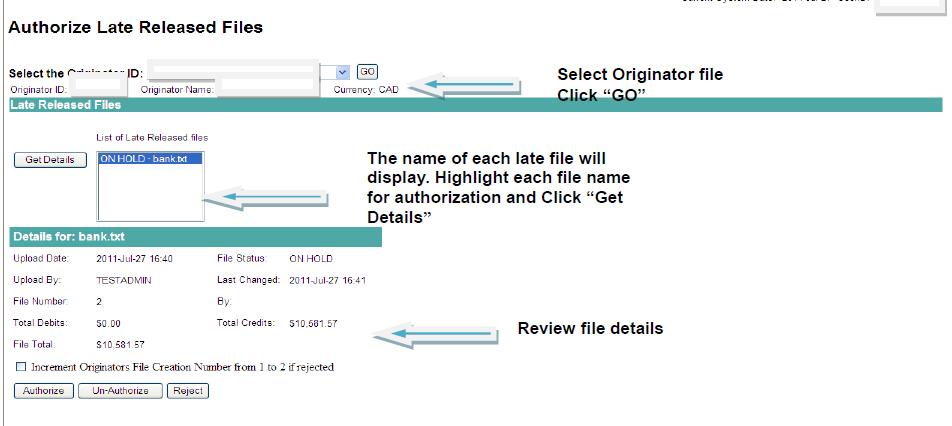 Authorize Late Released Files
Select the Originator ID: GO
Originator ID: Originator Name: Currency: CAD
Select Originator file
Click “GO”
Late Released Files
List of Late Released files
Get Details
ON HOLD - bank.txt
The name of each late file will
display. Highlight each file name
for authorization and Click “Get
Details”
Details for: bank.txt
Upload Date: 2011-Jul-27 16:40 File Status: ON HOLD
Upload By: TESTADMIN Last Changed: 2011-Jul-27 16:41
File Number: 2 By:
Total Debits: $0.00 Total Credits: $10,581.57
File Total: $10,581.57
Review file details
Increment Originators File Creation Number from 1 to 2 if rejected
Authorize Un-Authorize Reject